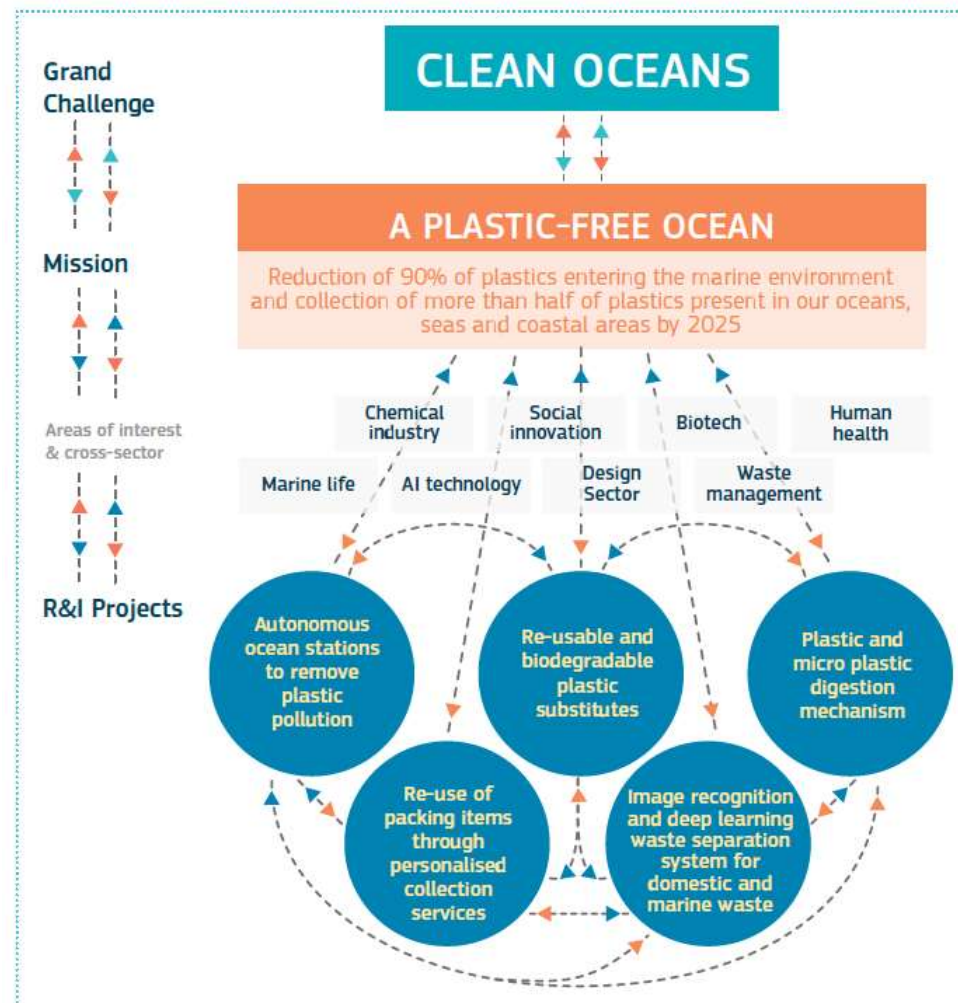 Grand
Challenge
Mission
Areas of interest
& cross-sector
R&I Projects
CLEAN OCEANS
A PLASTIC-FREE OCEAN
Reduction of 90% of plastics entering the marine environment
and collection of more than half of plastics present in our oceans,
seas and coastal areas by 2025
Chemical
industry
Social
innovation
Biotech
Human
health
Marine life
AI technology
Design
Sector
Waste
management
Autonomous
ocean stations
to remove
plastic
pollution
Re-usable and
biodegradable
plastic
substitutes
Plastic and
micro plastic
digestion
mechanism
Re-use of
packing items
through
personalised
collection
services
Image recognition
and deep learning
waste separation
system for
domestic and
marine waste